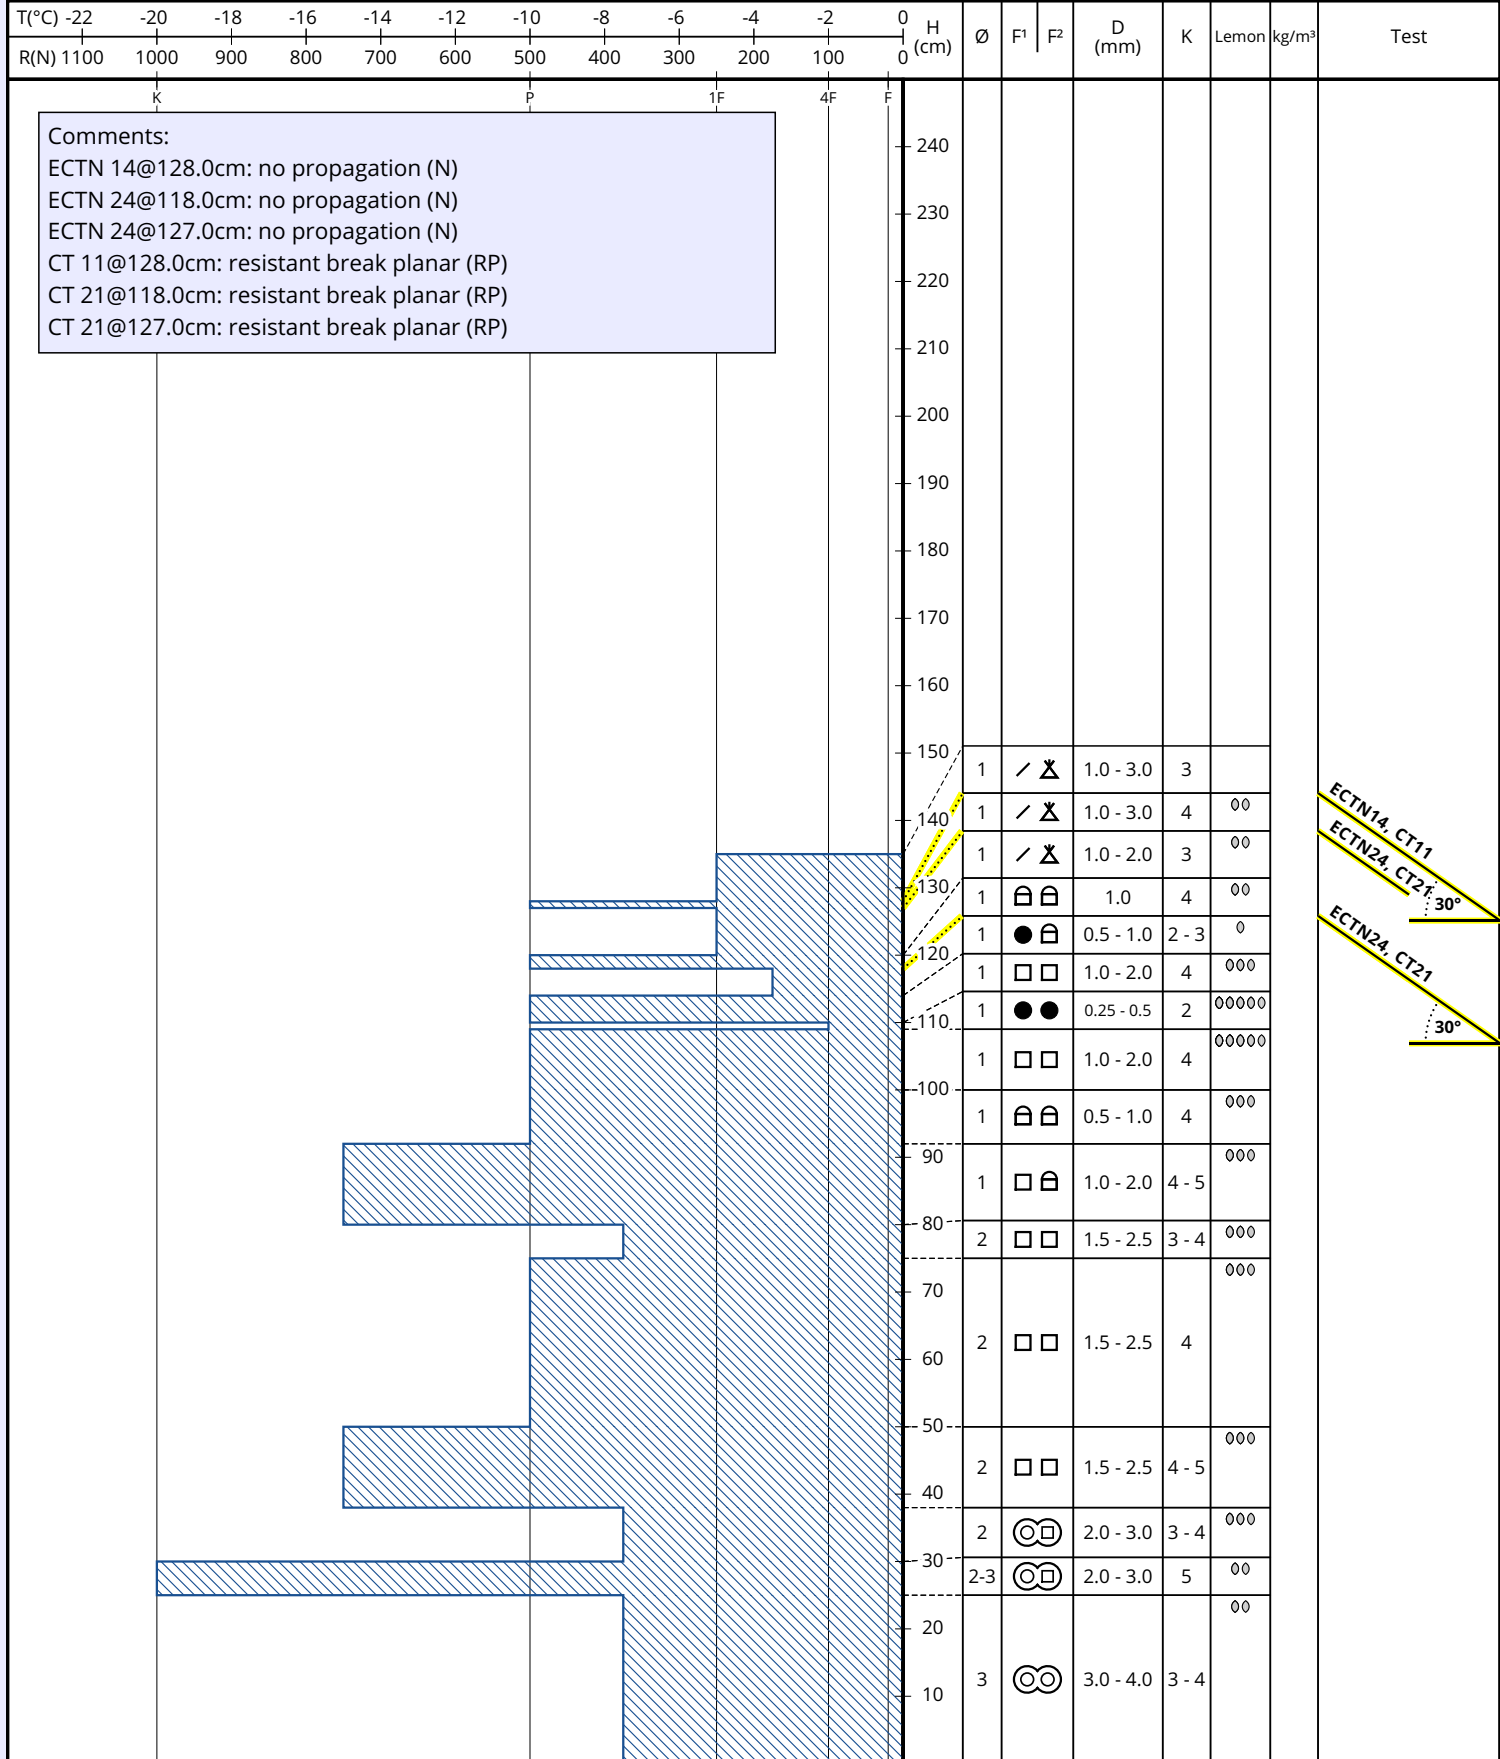 T(°C) -22 -20 -18 -16 -14 -12 -10 -8 -6 -4 -2 0
R(N) 1100 1000 900 800 700 600 500 400 300 200 100 0
H (cm) Ø F¹ F² D (mm) K Lemon kg/m³ Test
K P 1F 4F F
Comments:
ECTN 14@128.0cm: no propagation (N)
ECTN 24@118.0cm: no propagation (N)
ECTN 24@127.0cm: no propagation (N)
CT 11@128.0cm: resistant break planar (RP)
CT 21@118.0cm: resistant break planar (RP)
CT 21@127.0cm: resistant break planar (RP)
240
230
220
210
200
190
180
170
160
150
140
130
120
110
100
90
80
70
60
50
40
30
20
10
1 1.0 - 3.0 3
1 1.0 - 3.0 4
1 1.0 - 2.0 3
1 1.0 4
1 0.5 - 1.0 2 - 3
1 1.0 - 2.0 4
1 0.25 - 0.5 2
1 1.0 - 2.0 4
1 0.5 - 1.0 4
1 1.0 - 2.0 4 - 5
2 1.5 - 2.5 3 - 4
2 1.5 - 2.5 4
2 1.5 - 2.5 4 - 5
2 2.0 - 3.0 3 - 4
2-3 2.0 - 3.0 5
3 3.0 - 4.0 3 - 4
ECTN14, CT11
ECTN24, CT21
30°
ECTN24, CT21
30°